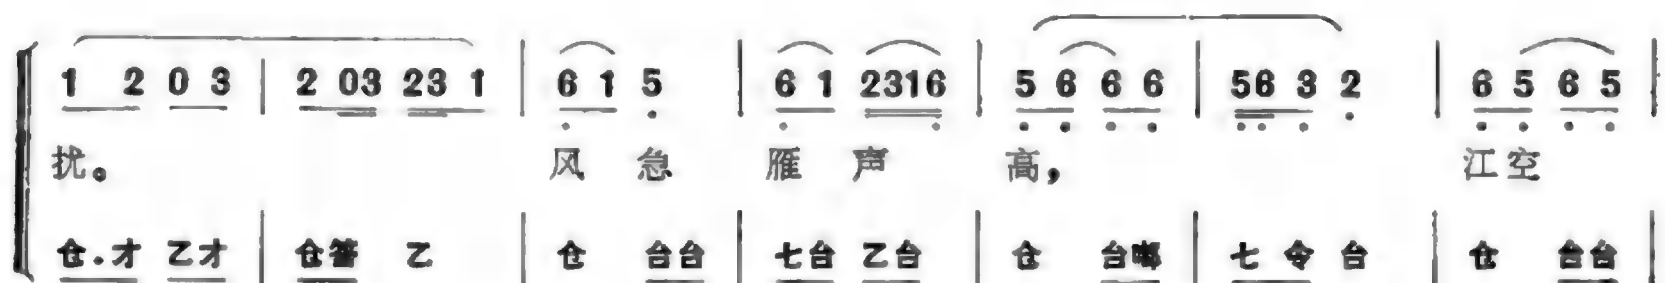 1 2 0 3 | 2 03 23 1 | 6 1 5 | 6 1 2316 | 5 6 6 6 | 56 3 2 | 6 5 6 5 |
扰。 风 急 雁 声 高， 江空
仓.才 乙才 | 仓答 乙 | 仓 台台 | 七台 乙台 | 仓 台嘟 | 七 令 台 | 仓 台台 |